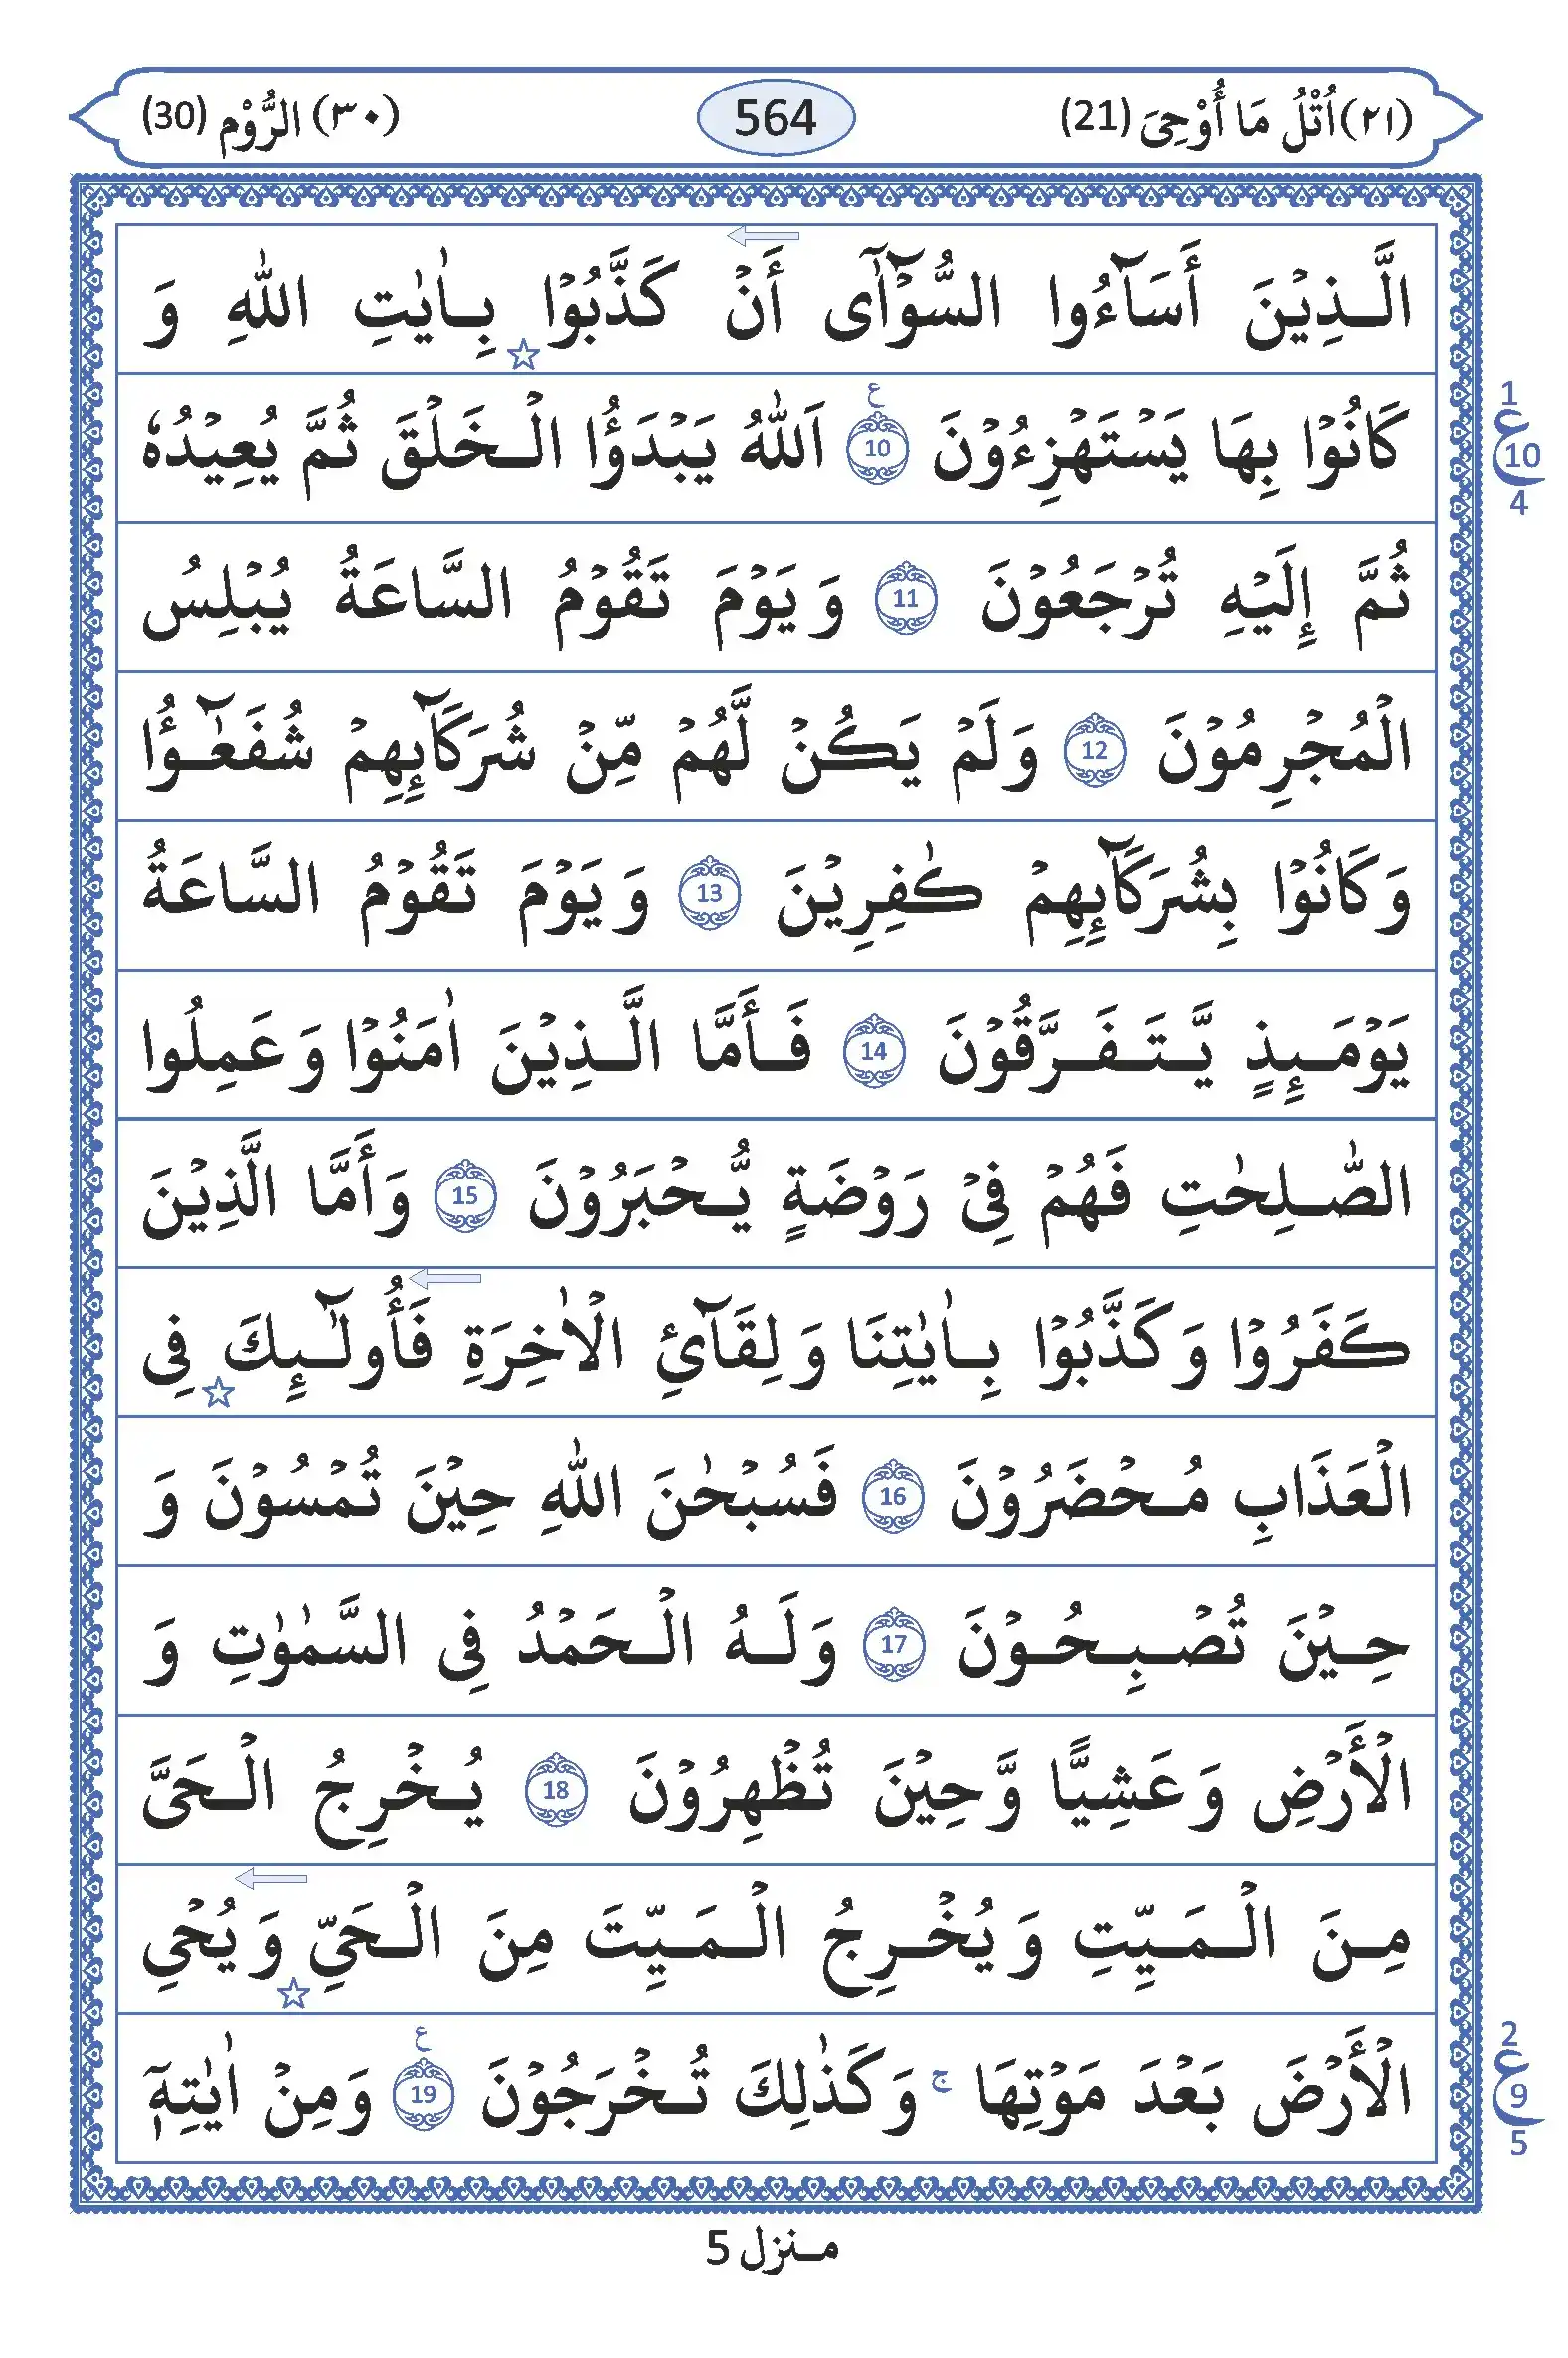 (٢١) اُتْلُ مَا أُوْحِىَ (21) 564 (٣٠) الرُّوْم (30)
الَّذِيْنَ أَسَآءُوا السُّوْٓاٰى أَنْ كَذَّبُوْا بِاٰيٰتِ اللّٰهِ وَ
كَانُوْا بِهَا يَسْتَهْزِءُوْنَ 10 ع اَللّٰهُ يَبْدَؤُا الْخَلْقَ ثُمَّ يُعِيْدُهٗ
1 ع 10 4
ثُمَّ إِلَيْهِ تُرْجَعُوْنَ 11 وَيَوْمَ تَقُوْمُ السَّاعَةُ يُبْلِسُ
الْمُجْرِمُوْنَ 12 وَلَمْ يَكُنْ لَّهُمْ مِّنْ شُرَكَآئِهِمْ شُفَعٰٓؤُا
وَكَانُوْا بِشُرَكَآئِهِمْ كٰفِرِيْنَ 13 وَيَوْمَ تَقُوْمُ السَّاعَةُ
يَوْمَئِذٍ يَّتَفَرَّقُوْنَ 14 فَأَمَّا الَّذِيْنَ اٰمَنُوْا وَعَمِلُوا
الصّٰلِحٰتِ فَهُمْ فِىْ رَوْضَةٍ يُّحْبَرُوْنَ 15 وَأَمَّا الَّذِيْنَ
كَفَرُوْا وَكَذَّبُوْا بِاٰيٰتِنَا وَلِقَآئِ الْاٰخِرَةِ فَأُولٰٓئِكَ فِى
الْعَذَابِ مُحْضَرُوْنَ 16 فَسُبْحٰنَ اللّٰهِ حِيْنَ تُمْسُوْنَ وَ
حِيْنَ تُصْبِحُوْنَ 17 وَلَهُ الْحَمْدُ فِى السَّمٰوٰتِ وَ
الْأَرْضِ وَعَشِيًّا وَّحِيْنَ تُظْهِرُوْنَ 18 يُخْرِجُ الْحَىَّ
مِنَ الْمَيِّتِ وَيُخْرِجُ الْمَيِّتَ مِنَ الْحَىِّ وَيُحْىِ
الْأَرْضَ بَعْدَ مَوْتِهَا ج وَكَذٰلِكَ تُخْرَجُوْنَ 19 ع وَمِنْ اٰيٰتِهٖٓ
2 ع 9 5
منزل 5